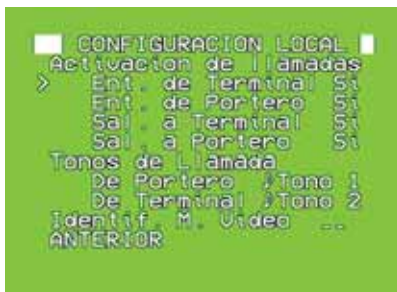 CONFIGURACION LOCAL
Activacion de llamadas
> Ent. de Terminal Si
Ent. de Portero Si
Sal. a Terminal Si
Sal. a Portero Si
Tonos de Llamada
De Portero ♪Tono 1
De Terminal ♪Tono 2
Identif. M. Video __
ANTERIOR